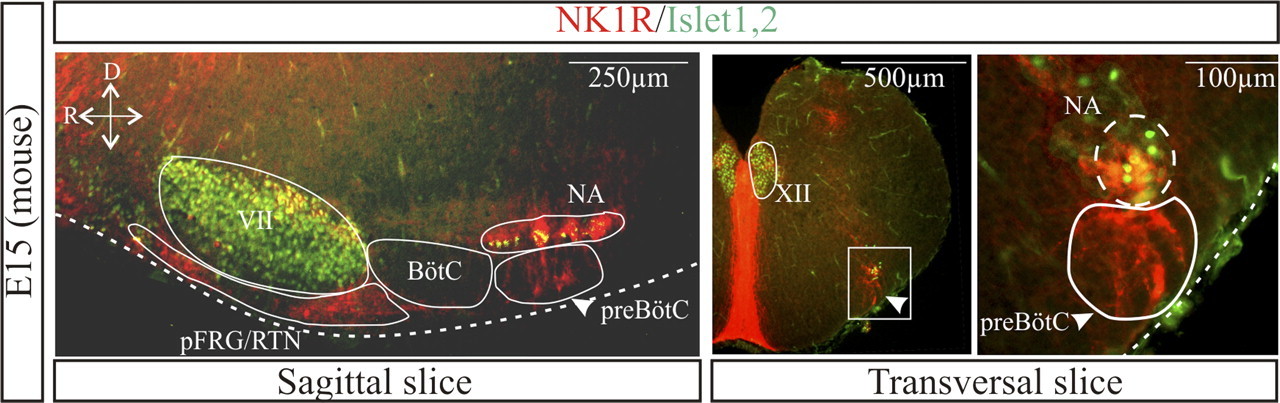 NK1R/Islet1,2
E15 (mouse)
D
R
250µm
VII
NA
BötC
preBötC
pFRG/RTN
500µm
XII
100µm
NA
preBötC
Sagittal slice
Transversal slice